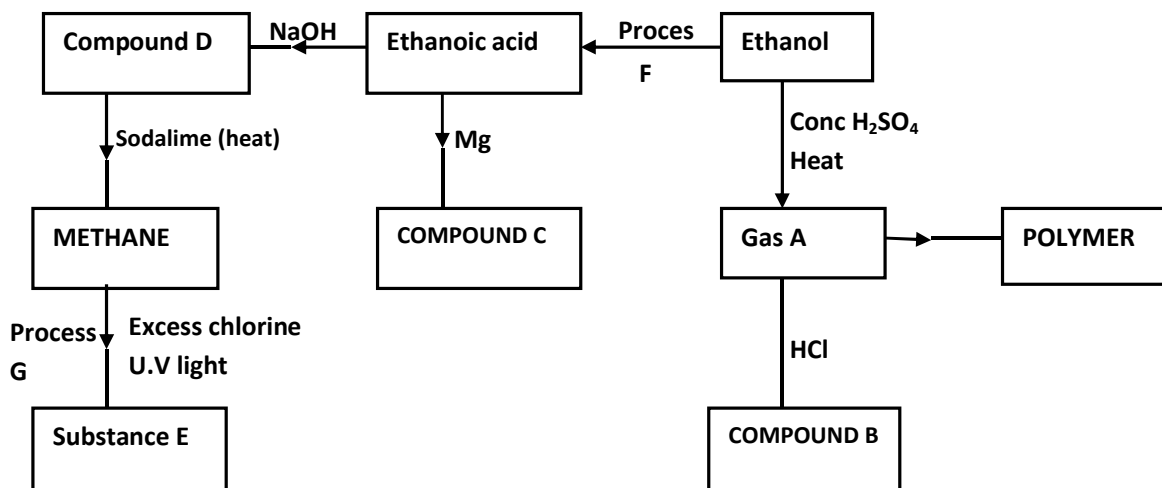 Compound D
NaOH
Ethanoic acid
Proces
F
Ethanol
Sodalime (heat)
Mg
Conc H₂SO₄
Heat
METHANE
COMPOUND C
Gas A
POLYMER
Process
G
Excess chlorine
U.V light
HCl
Substance E
COMPOUND B